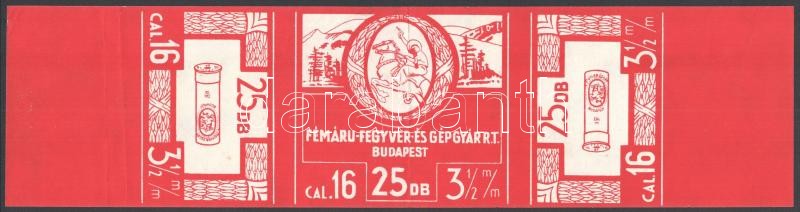 CAL.16
25 DB
3 1/2 m/m
darabanth
FÉMÁRU-FEGYVER ÉS GÉPGYÁR R.T.
BUDAPEST
CAL.16 25 DB 3 1/2 m/m
25 DB
3 1/2 m/m
CAL.16